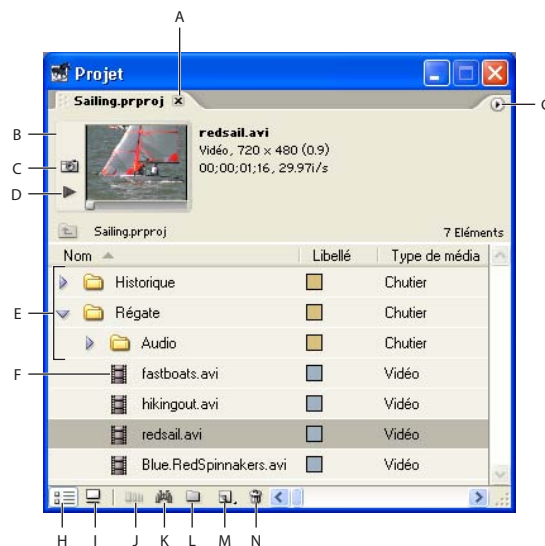 A
Projet
Sailing.prproj
B
redsail.avi
Vidéo, 720 × 480 (0.9)
C
00;00;01;16, 29.97i/s
D
Sailing.prproj
7 Eléments
Nom
Libellé
Type de média
Historique
Chutier
E
Régate
Chutier
Audio
Chutier
F
fastboats.avi
Vidéo
hikingout.avi
Vidéo
redsail.avi
Vidéo
Blue.RedSpinnakers.avi
Vidéo
H I J K L M N